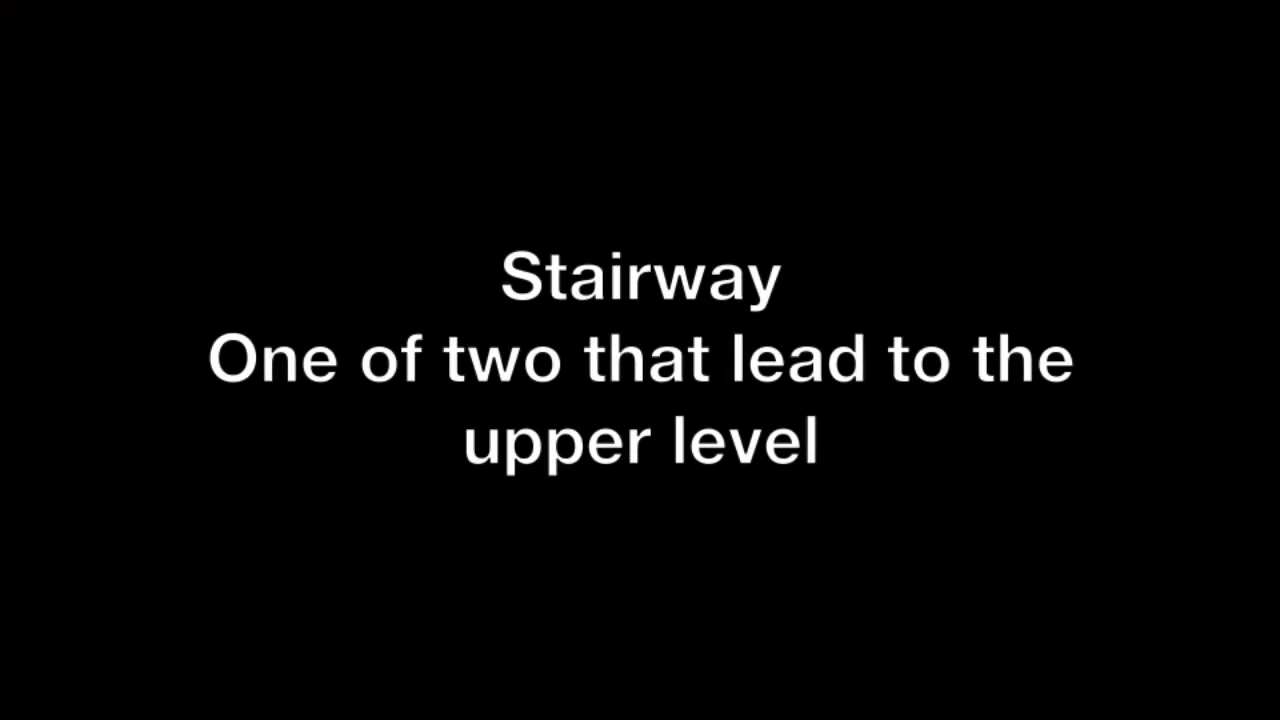 Stairway
One of two that lead to the
upper level